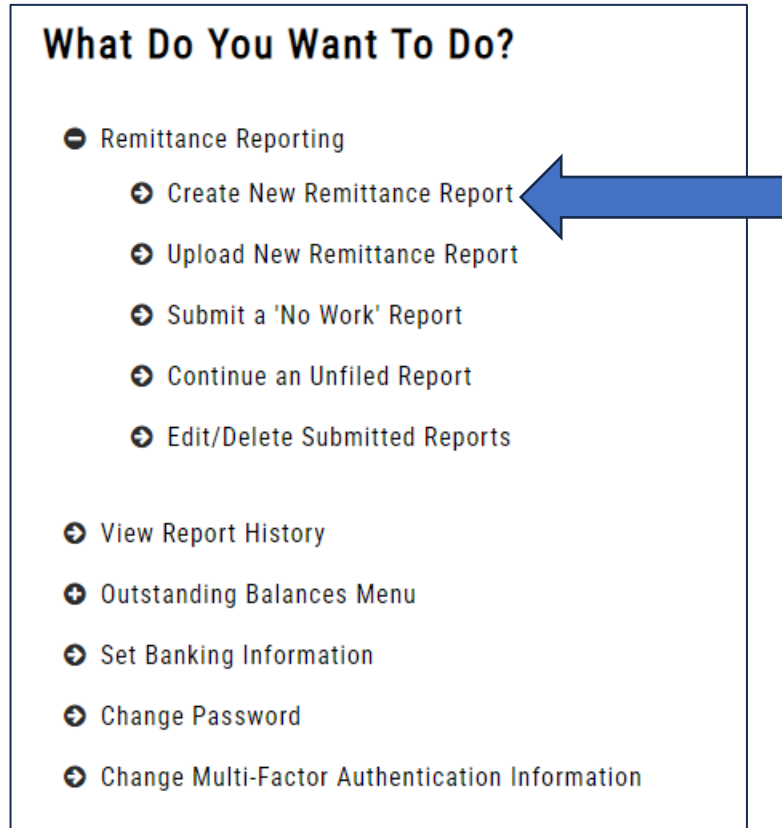 What Do You Want To Do?
Remittance Reporting
Create New Remittance Report
Upload New Remittance Report
Submit a 'No Work' Report
Continue an Unfiled Report
Edit/Delete Submitted Reports
View Report History
Outstanding Balances Menu
Set Banking Information
Change Password
Change Multi-Factor Authentication Information